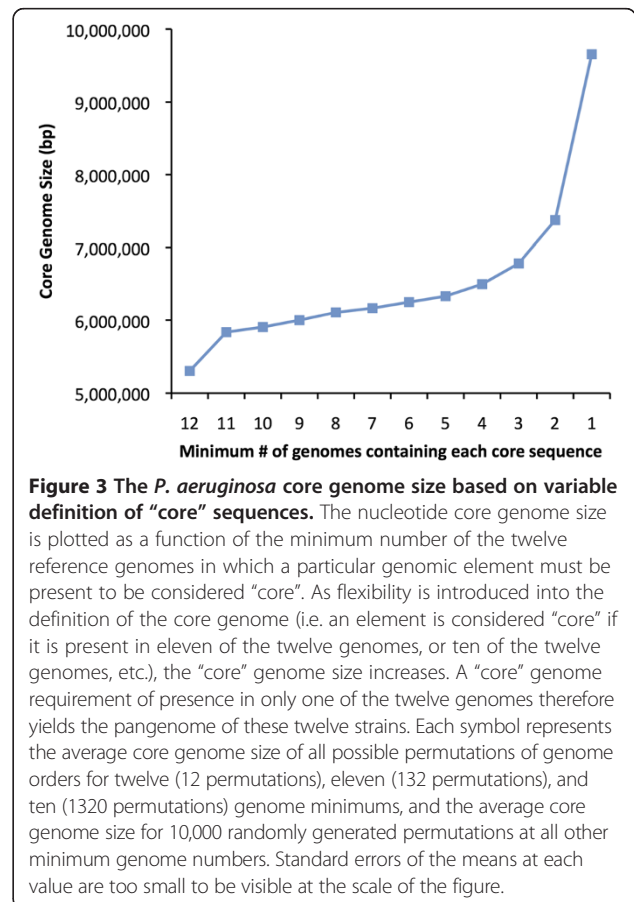 10,000,000
9,000,000
8,000,000
7,000,000
6,000,000
5,000,000
Core Genome Size (bp)
12 11 10 9 8 7 6 5 4 3 2 1
Minimum # of genomes containing each core sequence
Figure 3 The P. aeruginosa core genome size based on variable
definition of “core” sequences. The nucleotide core genome size
is plotted as a function of the minimum number of the twelve
reference genomes in which a particular genomic element must be
present to be considered “core”. As flexibility is introduced into the
definition of the core genome (i.e. an element is considered “core” if
it is present in eleven of the twelve genomes, or ten of the twelve
genomes, etc.), the “core” genome size increases. A “core” genome
requirement of presence in only one of the twelve genomes therefore
yields the pangenome of these twelve strains. Each symbol represents
the average core genome size of all possible permutations of genome
orders for twelve (12 permutations), eleven (132 permutations), and
ten (1320 permutations) genome minimums, and the average core
genome size for 10,000 randomly generated permutations at all other
minimum genome numbers. Standard errors of the means at each
value are too small to be visible at the scale of the figure.